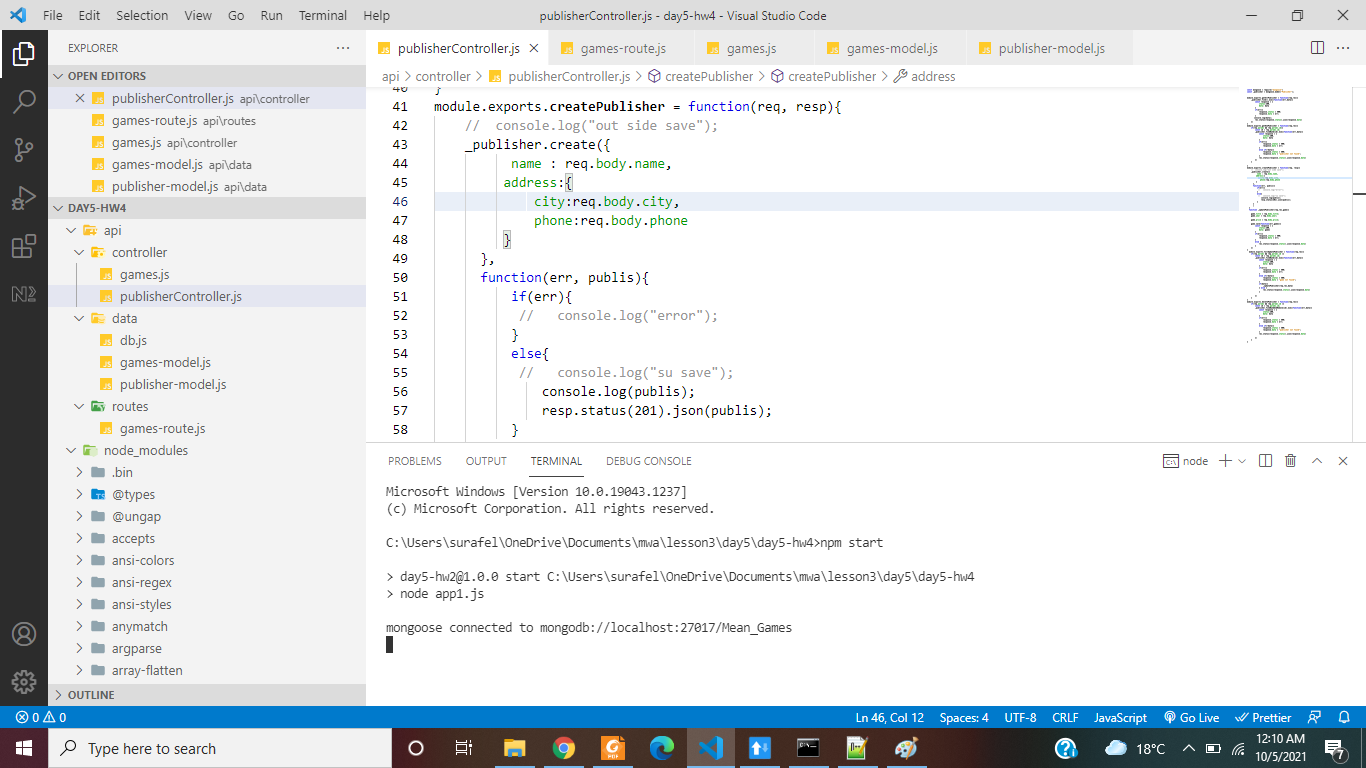 File Edit Selection View Go Run Terminal Help publisherController.js - day5-hw4 - Visual Studio Code
EXPLORER
OPEN EDITORS
publisherController.js api\controller
games-route.js api\routes
games.js api\controller
games-model.js api\data
publisher-model.js api\data
DAY5-HW4
api
controller
games.js
publisherController.js
data
db.js
games-model.js
publisher-model.js
routes
games-route.js
node_modules
.bin
@types
@ungap
accepts
ansi-colors
ansi-regex
ansi-styles
anymatch
argparse
array-flatten
OUTLINE
publisherController.js games-route.js games.js games-model.js publisher-model.js
api > controller > publisherController.js > createPublisher > createPublisher > address
40 }
41 module.exports.createPublisher = function(req, resp){
42 // console.log("out side save");
43 _publisher.create({
44 name : req.body.name,
45 address:{
46 city:req.body.city,
47 phone:req.body.phone
48 }
49 },
50 function(err, publis){
51 if(err){
52 // console.log("error");
53 }
54 else{
55 // console.log("su save");
56 console.log(publis);
57 resp.status(201).json(publis);
58 }
PROBLEMS OUTPUT TERMINAL DEBUG CONSOLE node
Microsoft Windows [Version 10.0.19043.1237]
(c) Microsoft Corporation. All rights reserved.
C:\Users\surafel\OneDrive\Documents\mwa\lesson3\day5\day5-hw4>npm start
> day5-hw2@1.0.0 start C:\Users\surafel\OneDrive\Documents\mwa\lesson3\day5\day5-hw4
> node app1.js
mongoose connected to mongodb://localhost:27017/Mean_Games
0 0 Ln 46, Col 12 Spaces: 4 UTF-8 CRLF JavaScript Go Live Prettier
Type here to search 18°C 12:10 AM
10/5/2021 7